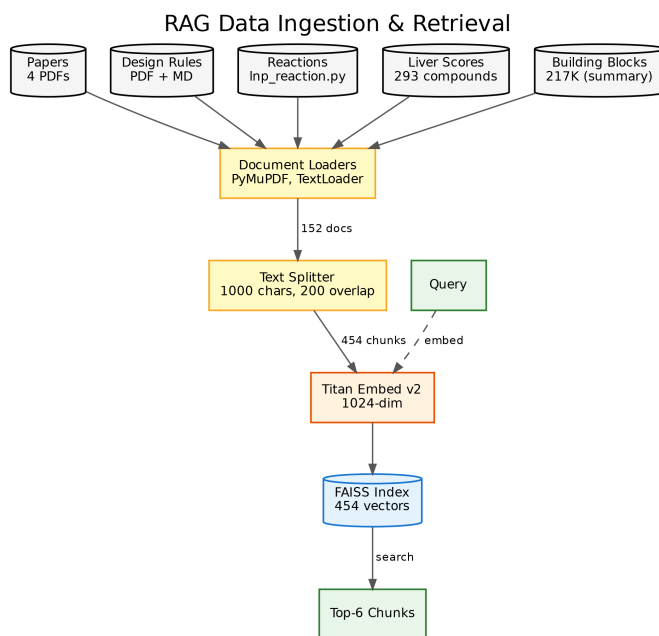 RAG Data Ingestion & Retrieval
Papers
4 PDFs
Design Rules
PDF + MD
Reactions
lnp_reaction.py
Liver Scores
293 compounds
Building Blocks
217K (summary)
Document Loaders
PyMuPDF, TextLoader
152 docs
Text Splitter
1000 chars, 200 overlap
Query
454 chunks
embed
Titan Embed v2
1024-dim
FAISS Index
454 vectors
search
Top-6 Chunks